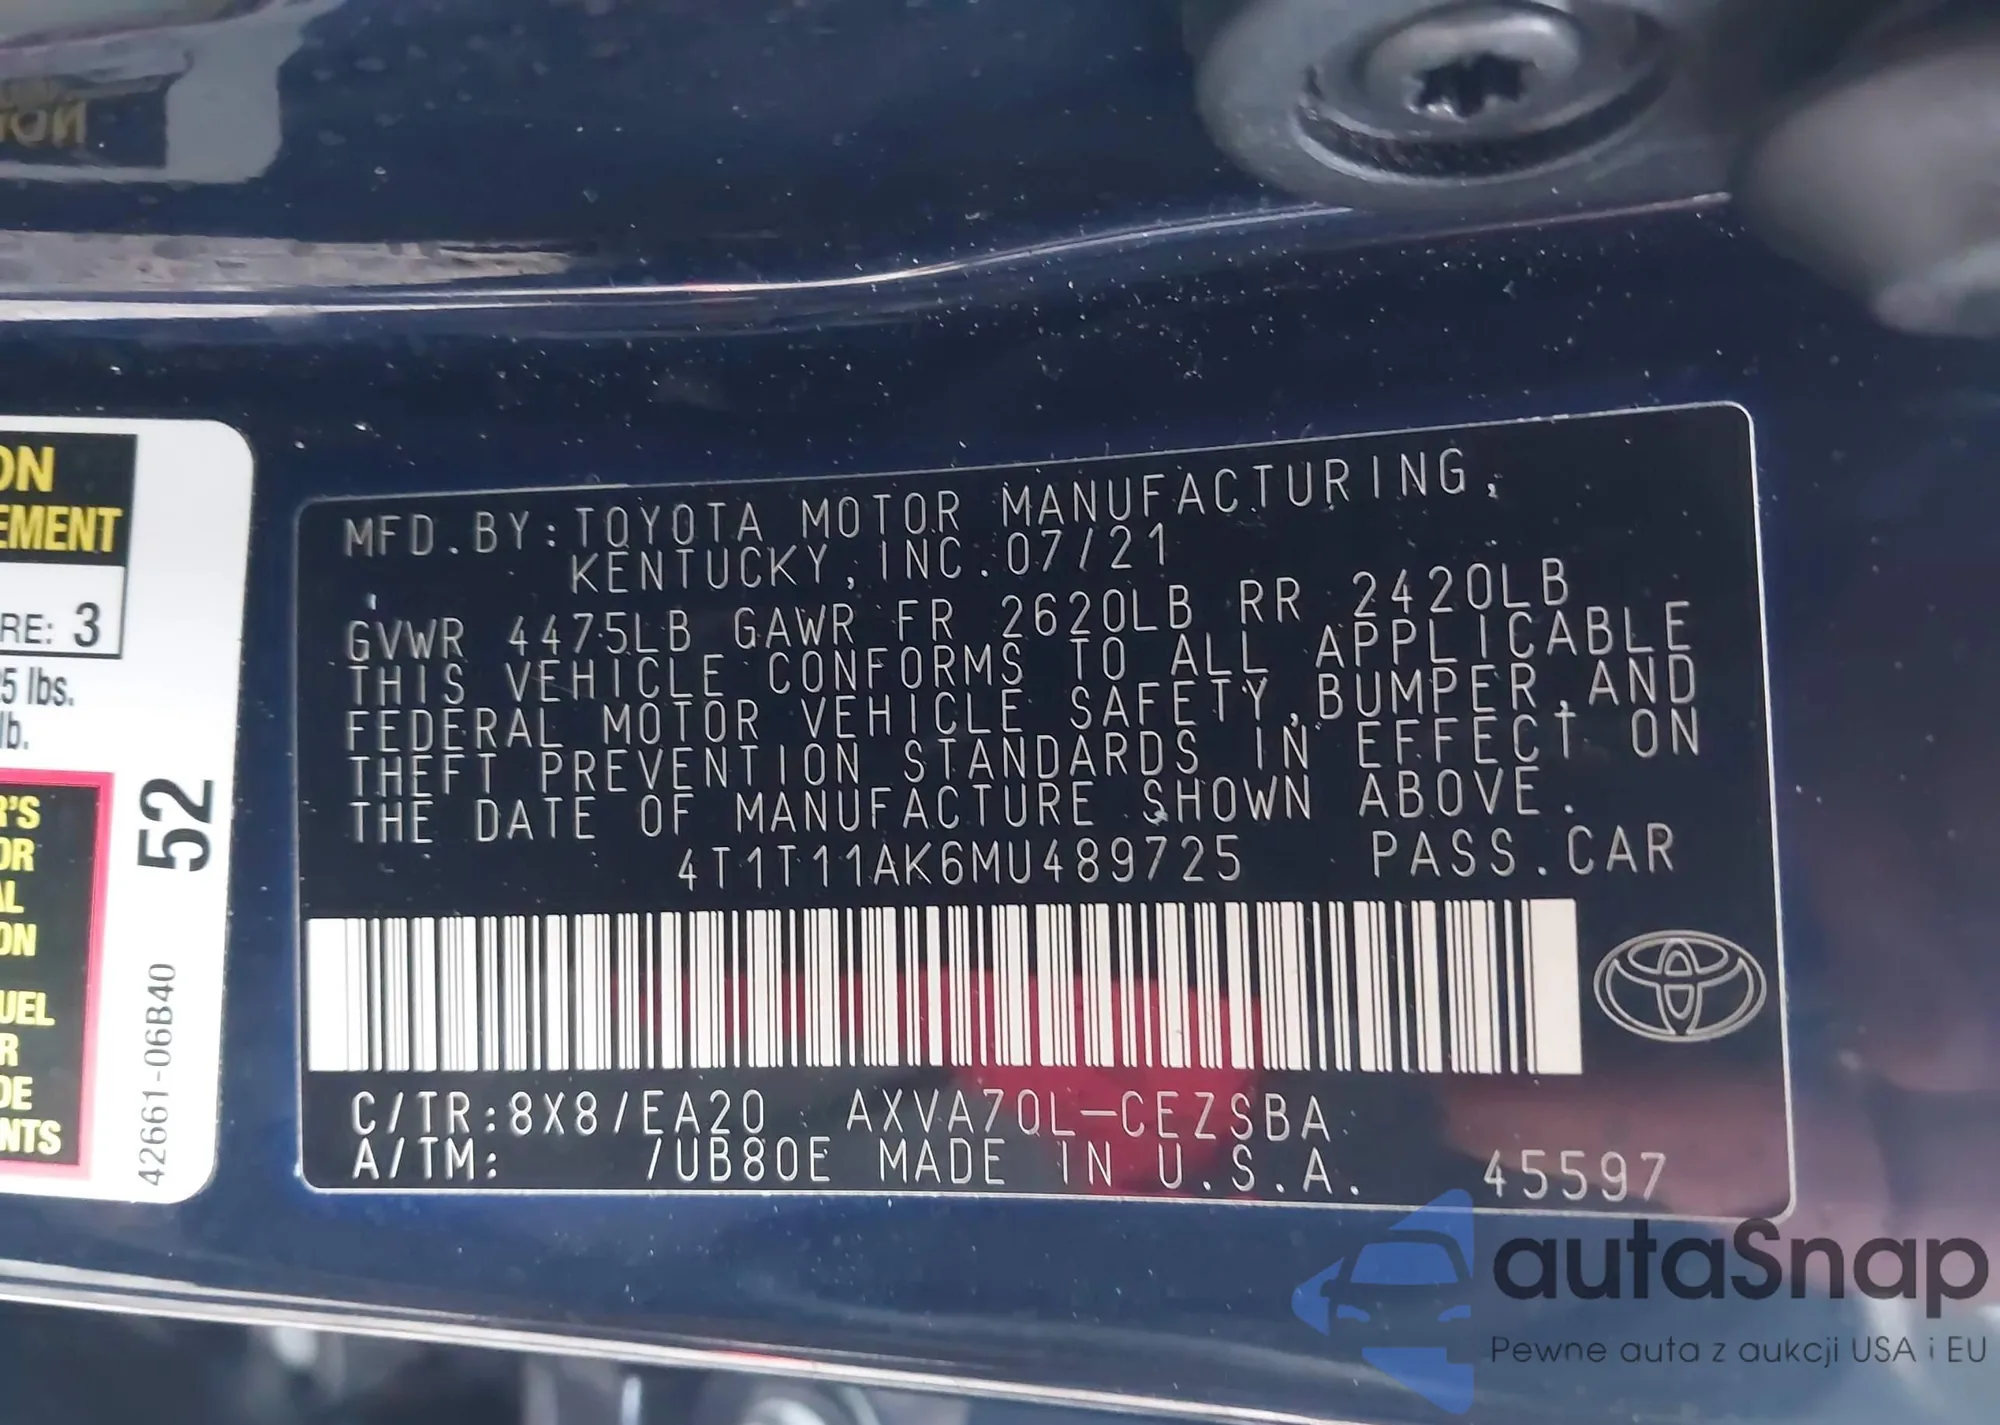 ON
EMENT
RE: 3
5 lbs.
lb.
R'S
OR
AL
ON
UEL
R
DE
NTS
52
42661-06B40
MFD.BY:TOYOTA MOTOR MANUFACTURING,
KENTUCKY,INC.07/21
GVWR 4475LB GAWR FR 2620LB RR 2420LB
THIS VEHICLE CONFORMS TO ALL APPLICABLE
FEDERAL MOTOR VEHICLE SAFETY,BUMPER,AND
THEFT PREVENTION STANDARDS IN EFFECT ON
THE DATE OF MANUFACTURE SHOWN ABOVE.
4T1T11AK6MU489725 PASS.CAR
C/TR:8X8/EA20 AXVA70L-CEZSBA
A/TM: /UB80E MADE IN U.S.A. 45597
autaSnap
Pewne auta z aukcji USA i EU